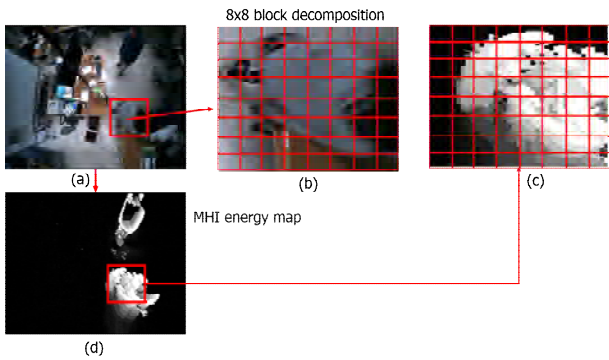 8x8 block decomposition
(a)
(b)
(c)
MHI energy map
(d)